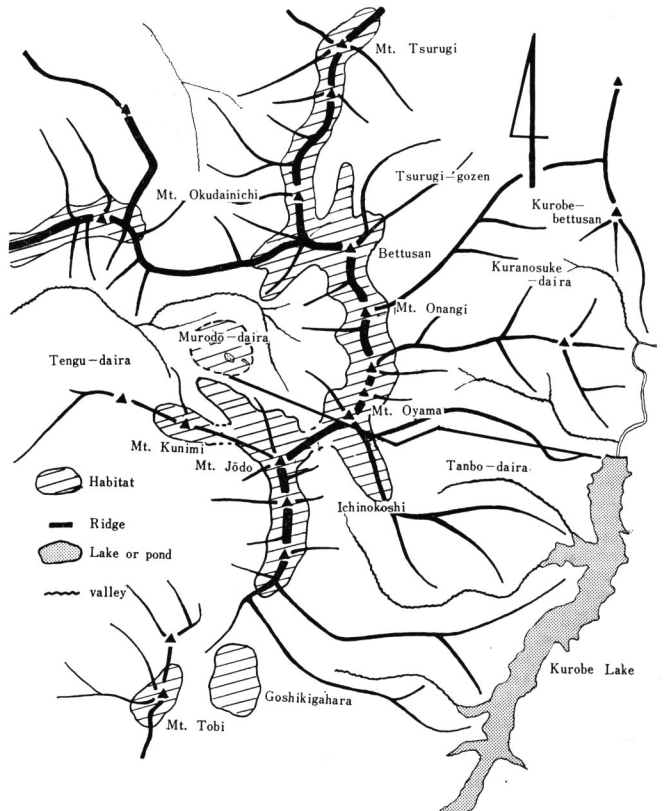 Mt. Tsurugi
Tsurugi-gozen
Mt. Okudainichi
Kurobe-
bettusan
Bettusan
Kuranosuke
-daira
Mt. Onangi
Murodō-daira
Tengu-daira
Mt. Oyama
Mt. Kunimi
Mt. Jōdo
Tanbo-daira
Habitat
Ichinokoshi
Ridge
Lake or pond
valley
Kurobe Lake
Goshikigahara
Mt. Tobi